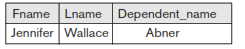 Fname Lname Dependent_name
Jennifer Wallace Abner